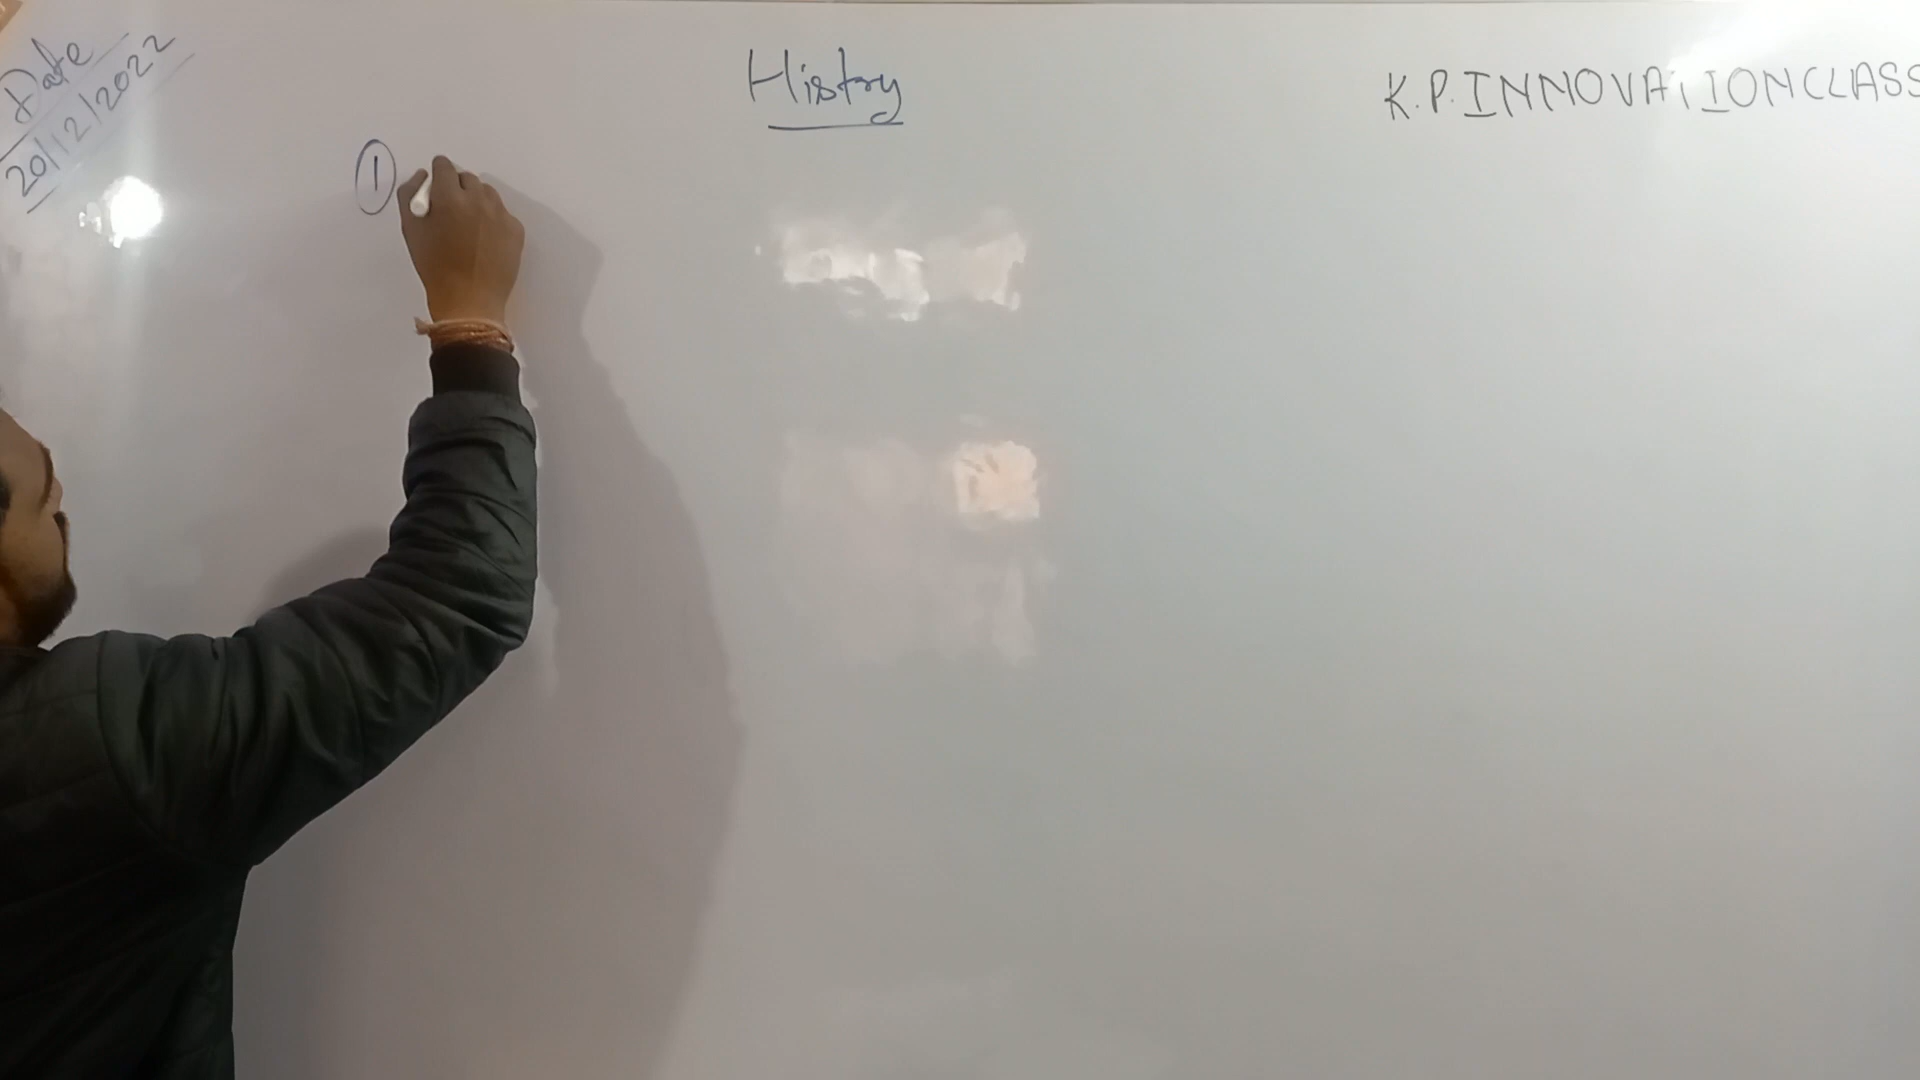 Date
20/12/2022
History
K.P. INNOVATION CLASS
①